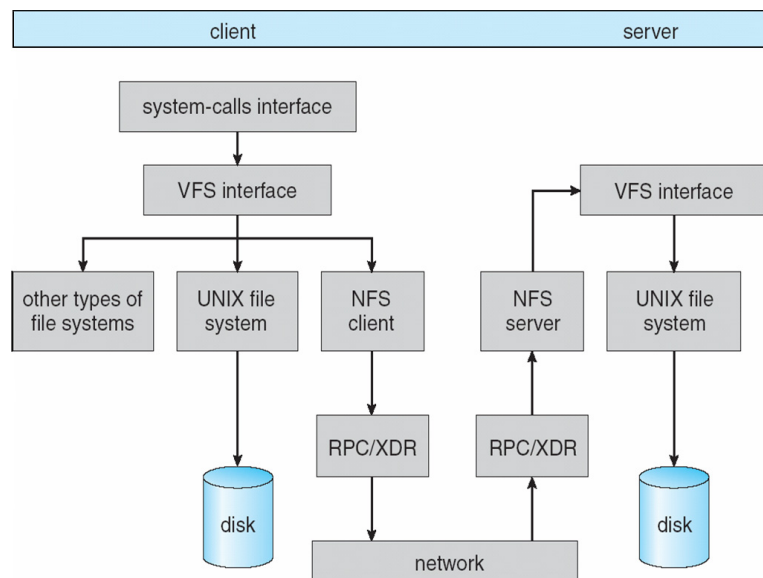 client
server
system-calls interface
VFS interface
VFS interface
other types of
file systems
UNIX file
system
NFS
client
NFS
server
UNIX file
system
RPC/XDR
RPC/XDR
disk
disk
network